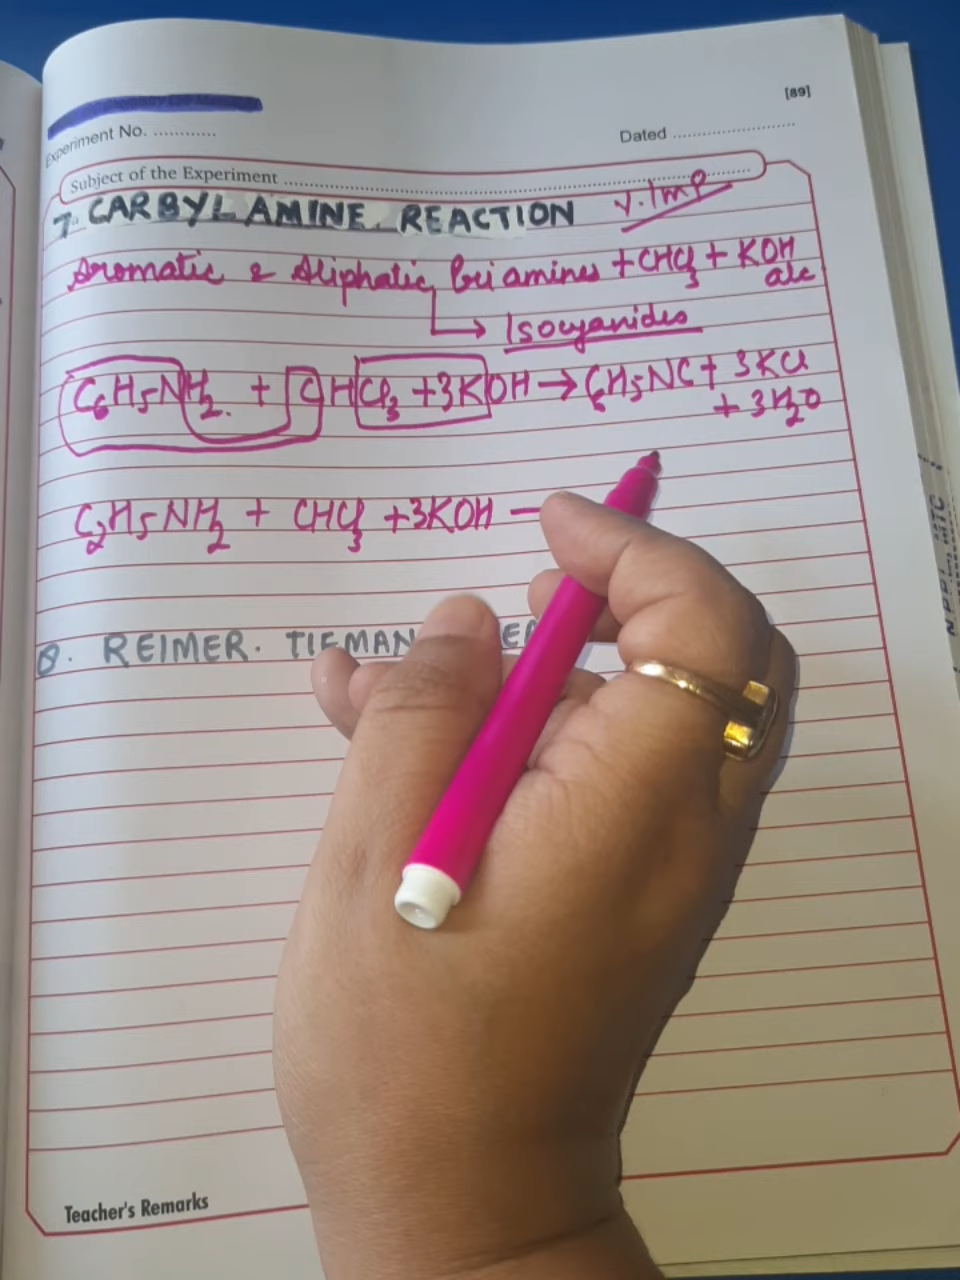 [89]
Experiment No. ............
Dated ............................
Subject of the Experiment ............................
7. CARBYLAMINE REACTION V. Imp
Aromatic & Aliphatic pri amines + CHCl3 + KOH
alc
Isocyanides
C6H5NH2 + CHCl3 + 3KOH → C6H5NC + 3KCl
+ 3H2O
C2H5NH2 + CHCl3 + 3KOH —
8. REIMER. TIEMAN
Teacher's Remarks